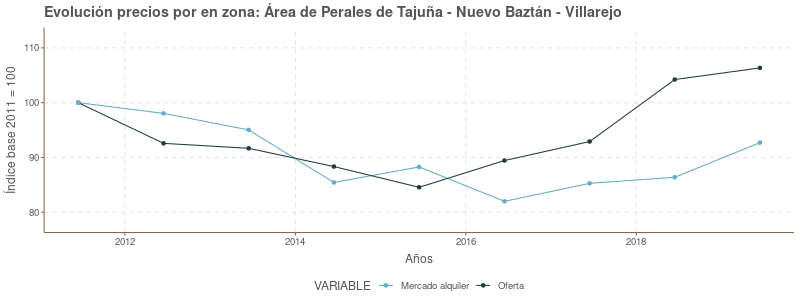 Evolución precios por en zona: Área de Perales de Tajuña - Nuevo Baztán - Villarejo
Índice base 2011 = 100
110
100
90
80
2012
2014
2016
2018
Años
VARIABLE
Mercado alquiler
Oferta